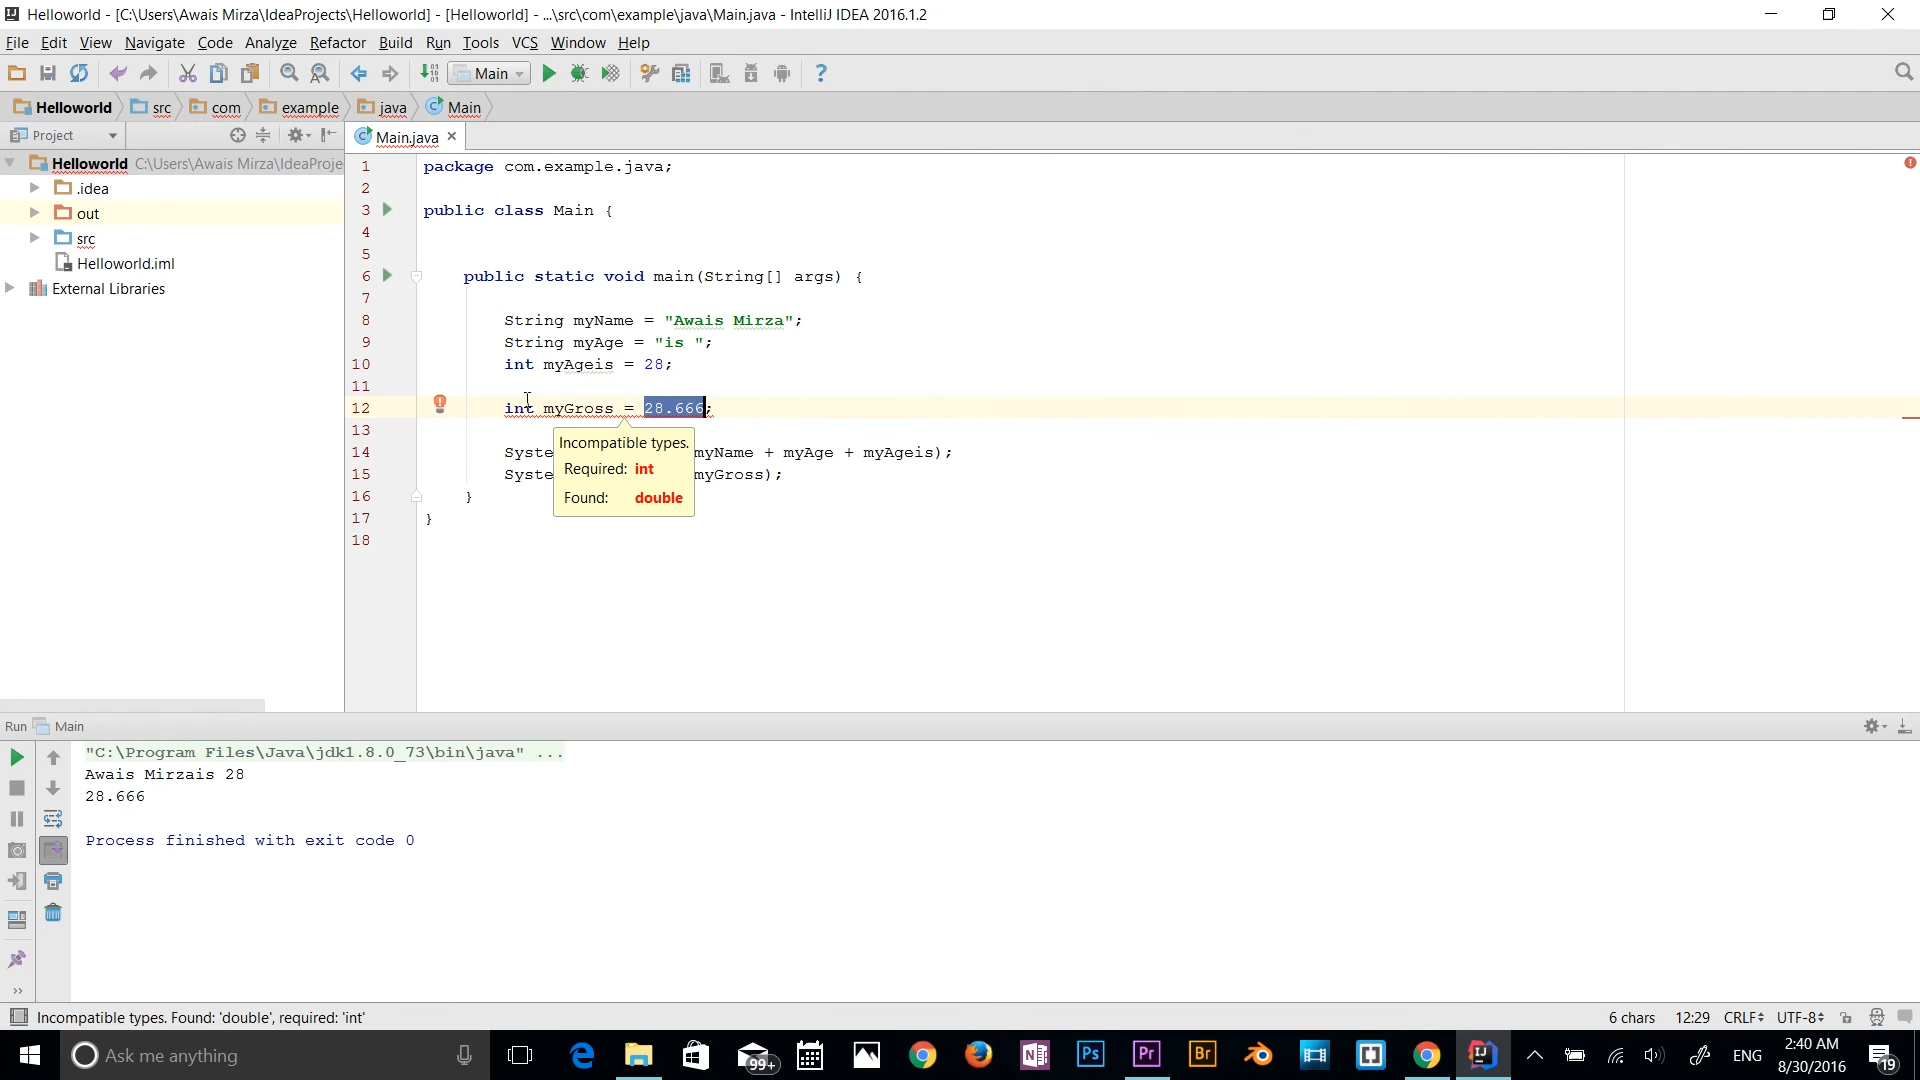 Helloworld - [C:\Users\Awais Mirza\IdeaProjects\Helloworld] - [Helloworld] - ...\src\com\example\java\Main.java - IntelliJ IDEA 2016.1.2
File Edit View Navigate Code Analyze Refactor Build Run Tools VCS Window Help
Main
Helloworld src com example java Main
Project
Main.java
Helloworld C:\Users\Awais Mirza\IdeaProje
.idea
out
src
Helloworld.iml
External Libraries
1 package com.example.java;
2
3 public class Main {
4
5
6 public static void main(String[] args) {
7
8 String myName = "Awais Mirza";
9 String myAge = "is ";
10 int myAgeis = 28;
11
12 int myGross = 28.666;
13
14 Syste myName + myAge + myAgeis);
15 Syste myGross);
16 }
17 }
18
Incompatible types.
Required: int
Found: double
Run Main
"C:\Program Files\Java\jdk1.8.0_73\bin\java" ...
Awais Mirzais 28
28.666
Process finished with exit code 0
Incompatible types. Found: 'double', required: 'int'
6 chars 12:29 CRLF UTF-8
Ask me anything
99+
N
Ps
Pr
Br
IJ
ENG
2:40 AM
8/30/2016
19